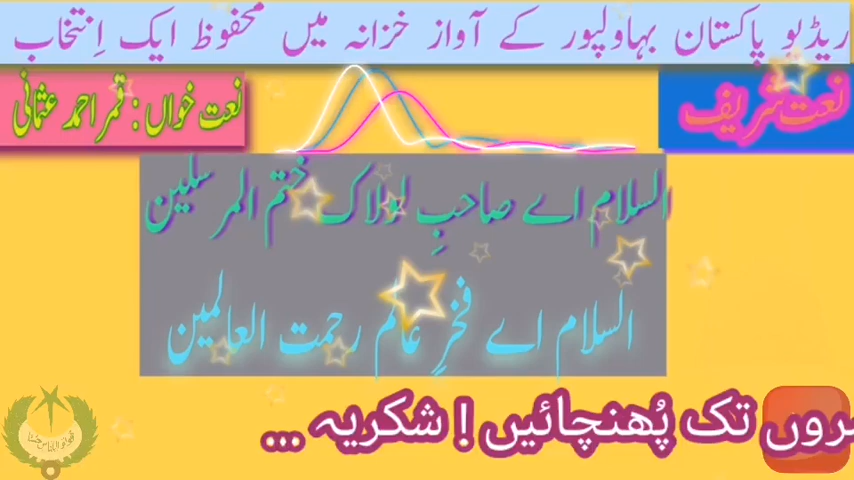 ریڈیو پاکستان بہاولپور کے آواز خزانہ میں محفوظ ایک اِنتخاب
نعت شریف
نعت خواں : قمر احمد عثمانی
السلام اے صاحبِ لولاک ختم المرسلین
السلام اے فخرِ عالم رحمت العالمین
روں تک پُہنچائیں ! شکریہ ...